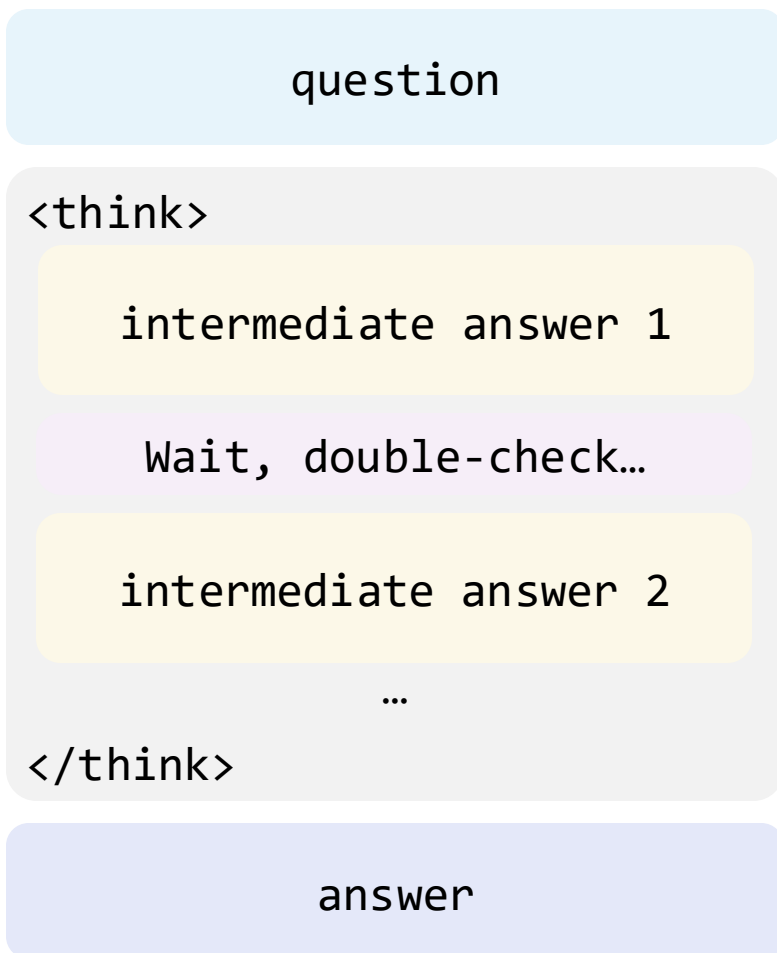 question
<think>
intermediate answer 1
Wait, double-check…
intermediate answer 2
…
</think>
answer